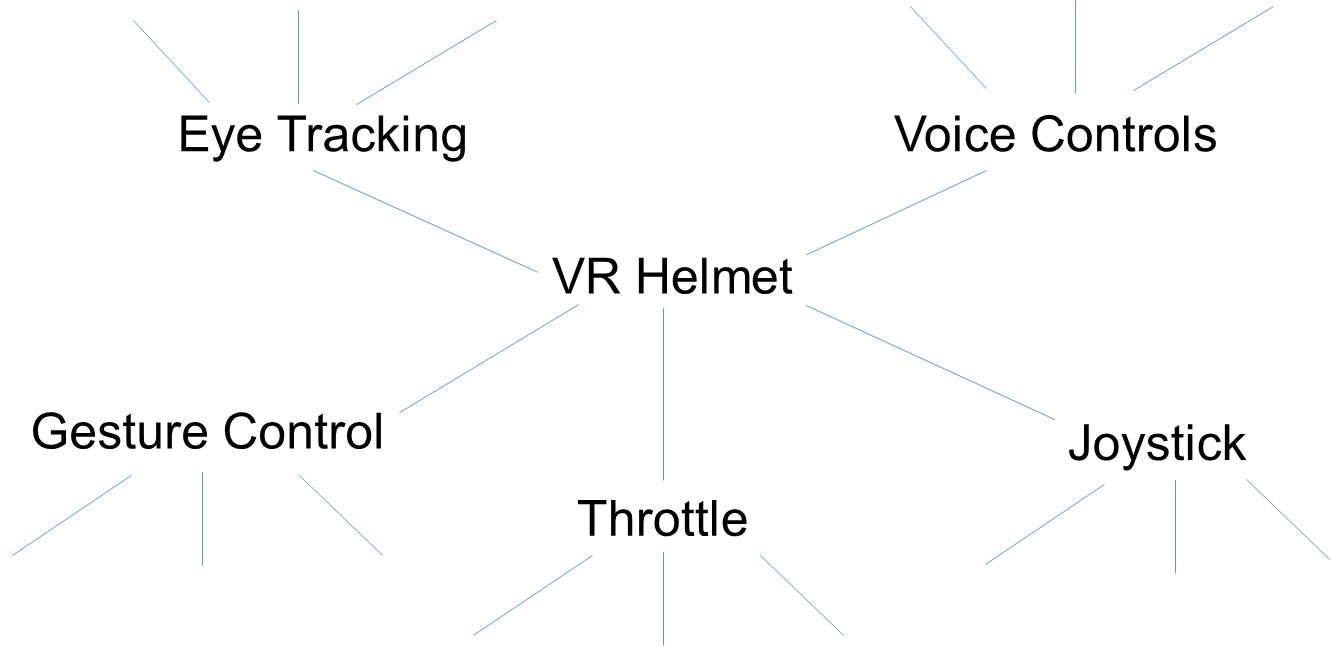 Eye Tracking
Voice Controls
VR Helmet
Gesture Control
Joystick
Throttle